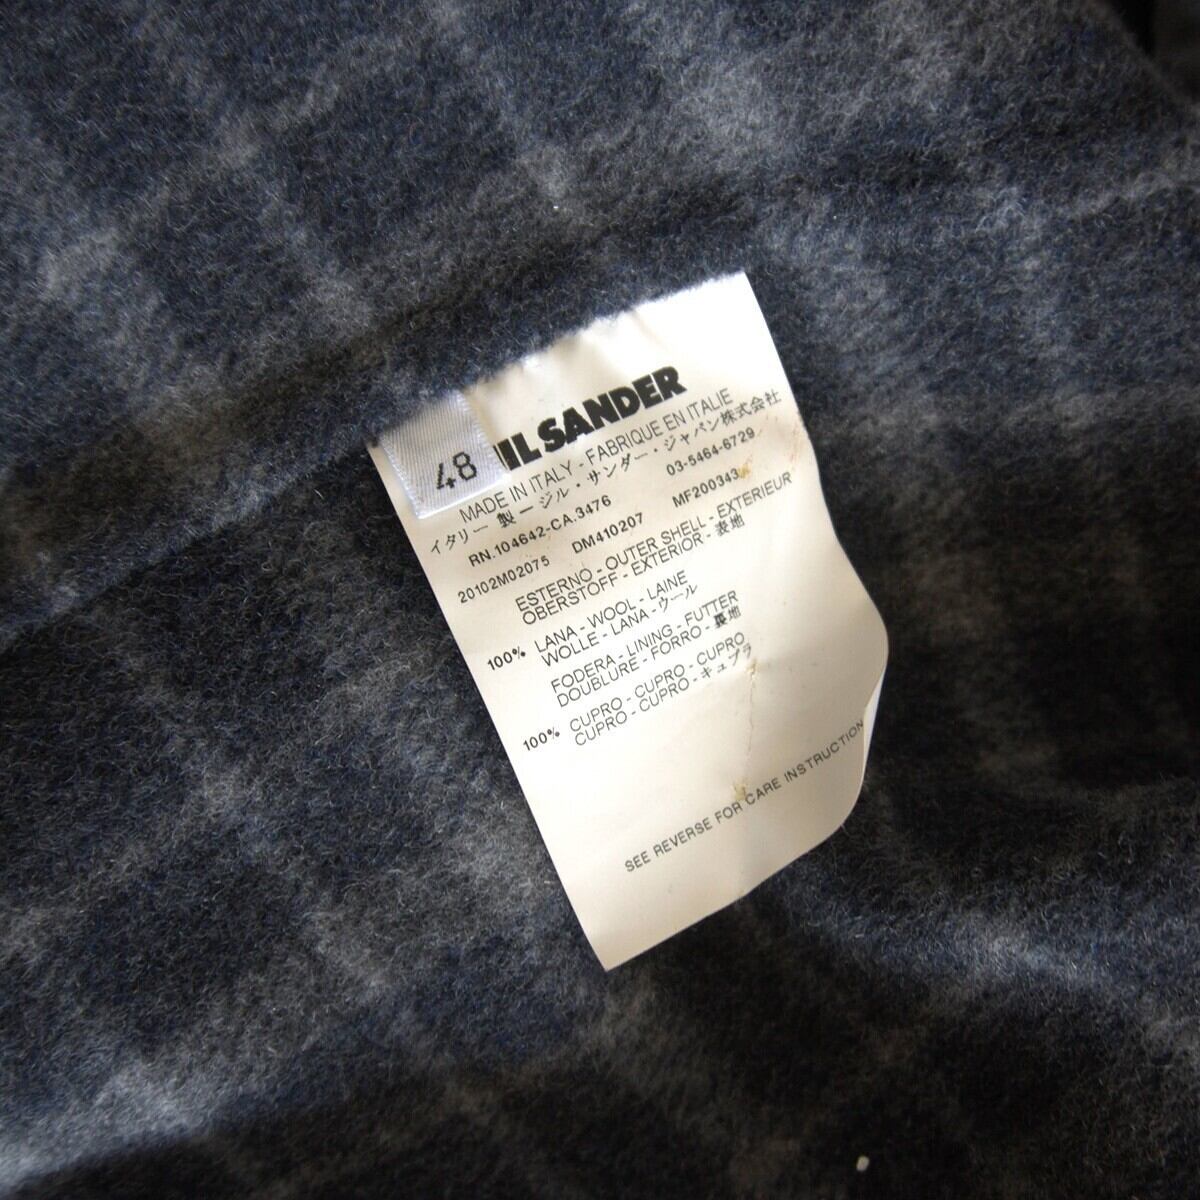 48
IL SANDER
MADE IN ITALY - FABRIQUE EN ITALIE
イタリー 製 ー ジル・サンダー・ジャパン株式会社
RN.104642-CA.3476 03-5464-6729
20102M02075 DM410207 MF200343
ESTERNO - OUTER SHELL - EXTERIEUR
OBERSTOFF - EXTERIOR - 表地
100% LANA - WOOL - LAINE
WOLLE - LANA - ウール
FODERA - LINING - FUTTER
DOUBLURE - FORRO - 裏地
100% CUPRO - CUPRO - CUPRO
CUPRO - CUPRO - キュプラ
SEE REVERSE FOR CARE INSTRUCTION